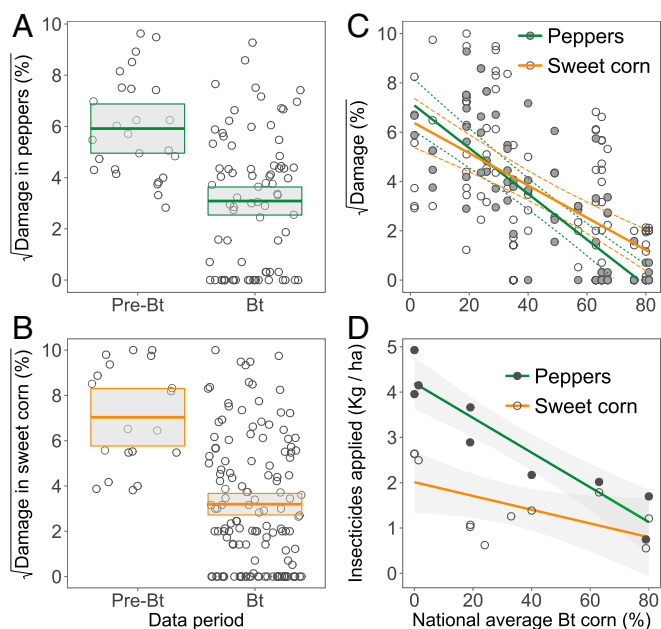 A
√Damage in peppers (%)
10
8
6
4
2
0
Pre-Bt Bt
C
√Damage (%)
10
8
6
4
2
0
Peppers
Sweet corn
0 20 40 60 80
B
√Damage in sweet corn (%)
10
8
6
4
2
0
Pre-Bt Bt
Data period
D
Insecticides applied (Kg / ha)
5
4
3
2
1
0
Peppers
Sweet corn
0 20 40 60 80
National average Bt corn (%)